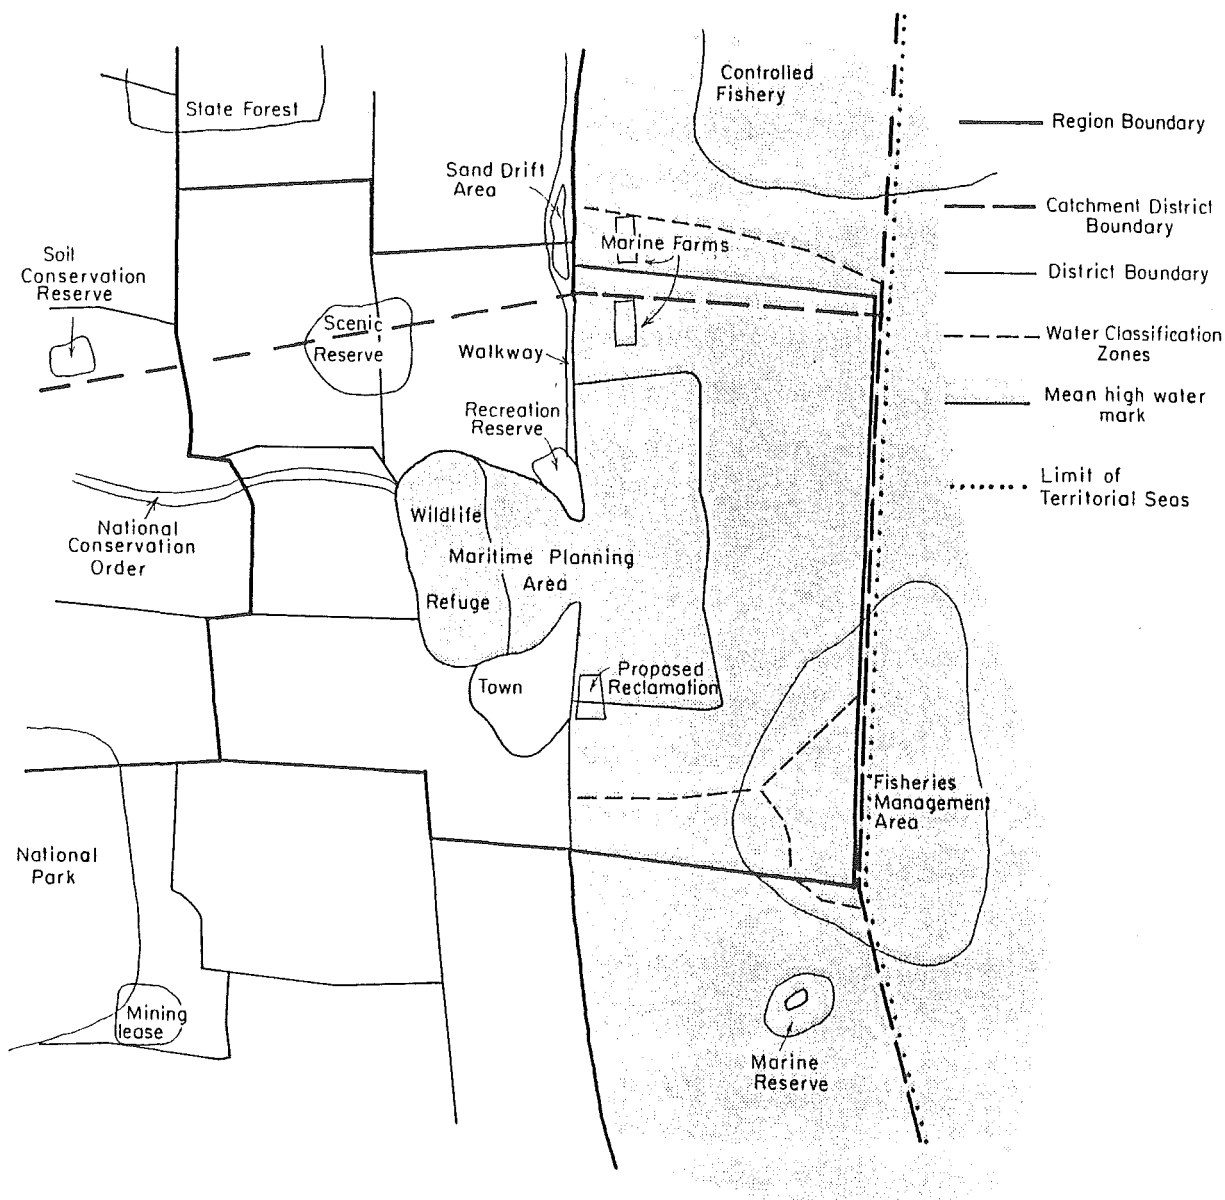 Controlled
Fishery
State Forest
Region Boundary
Sand Drift
Area
Catchment District
Boundary
Marine Farms
Soil
Conservation
Reserve
District Boundary
Scenic
Reserve
Water Classification
Zones
Walkway
Mean high water
mark
Recreation
Reserve
Limit of
Territorial Seas
National
Conservation
Order
Wildlife
Refuge
Maritime Planning
Area
Town
Proposed
Reclamation
Fisheries
Management
Area
National
Park
Mining
lease
Marine
Reserve